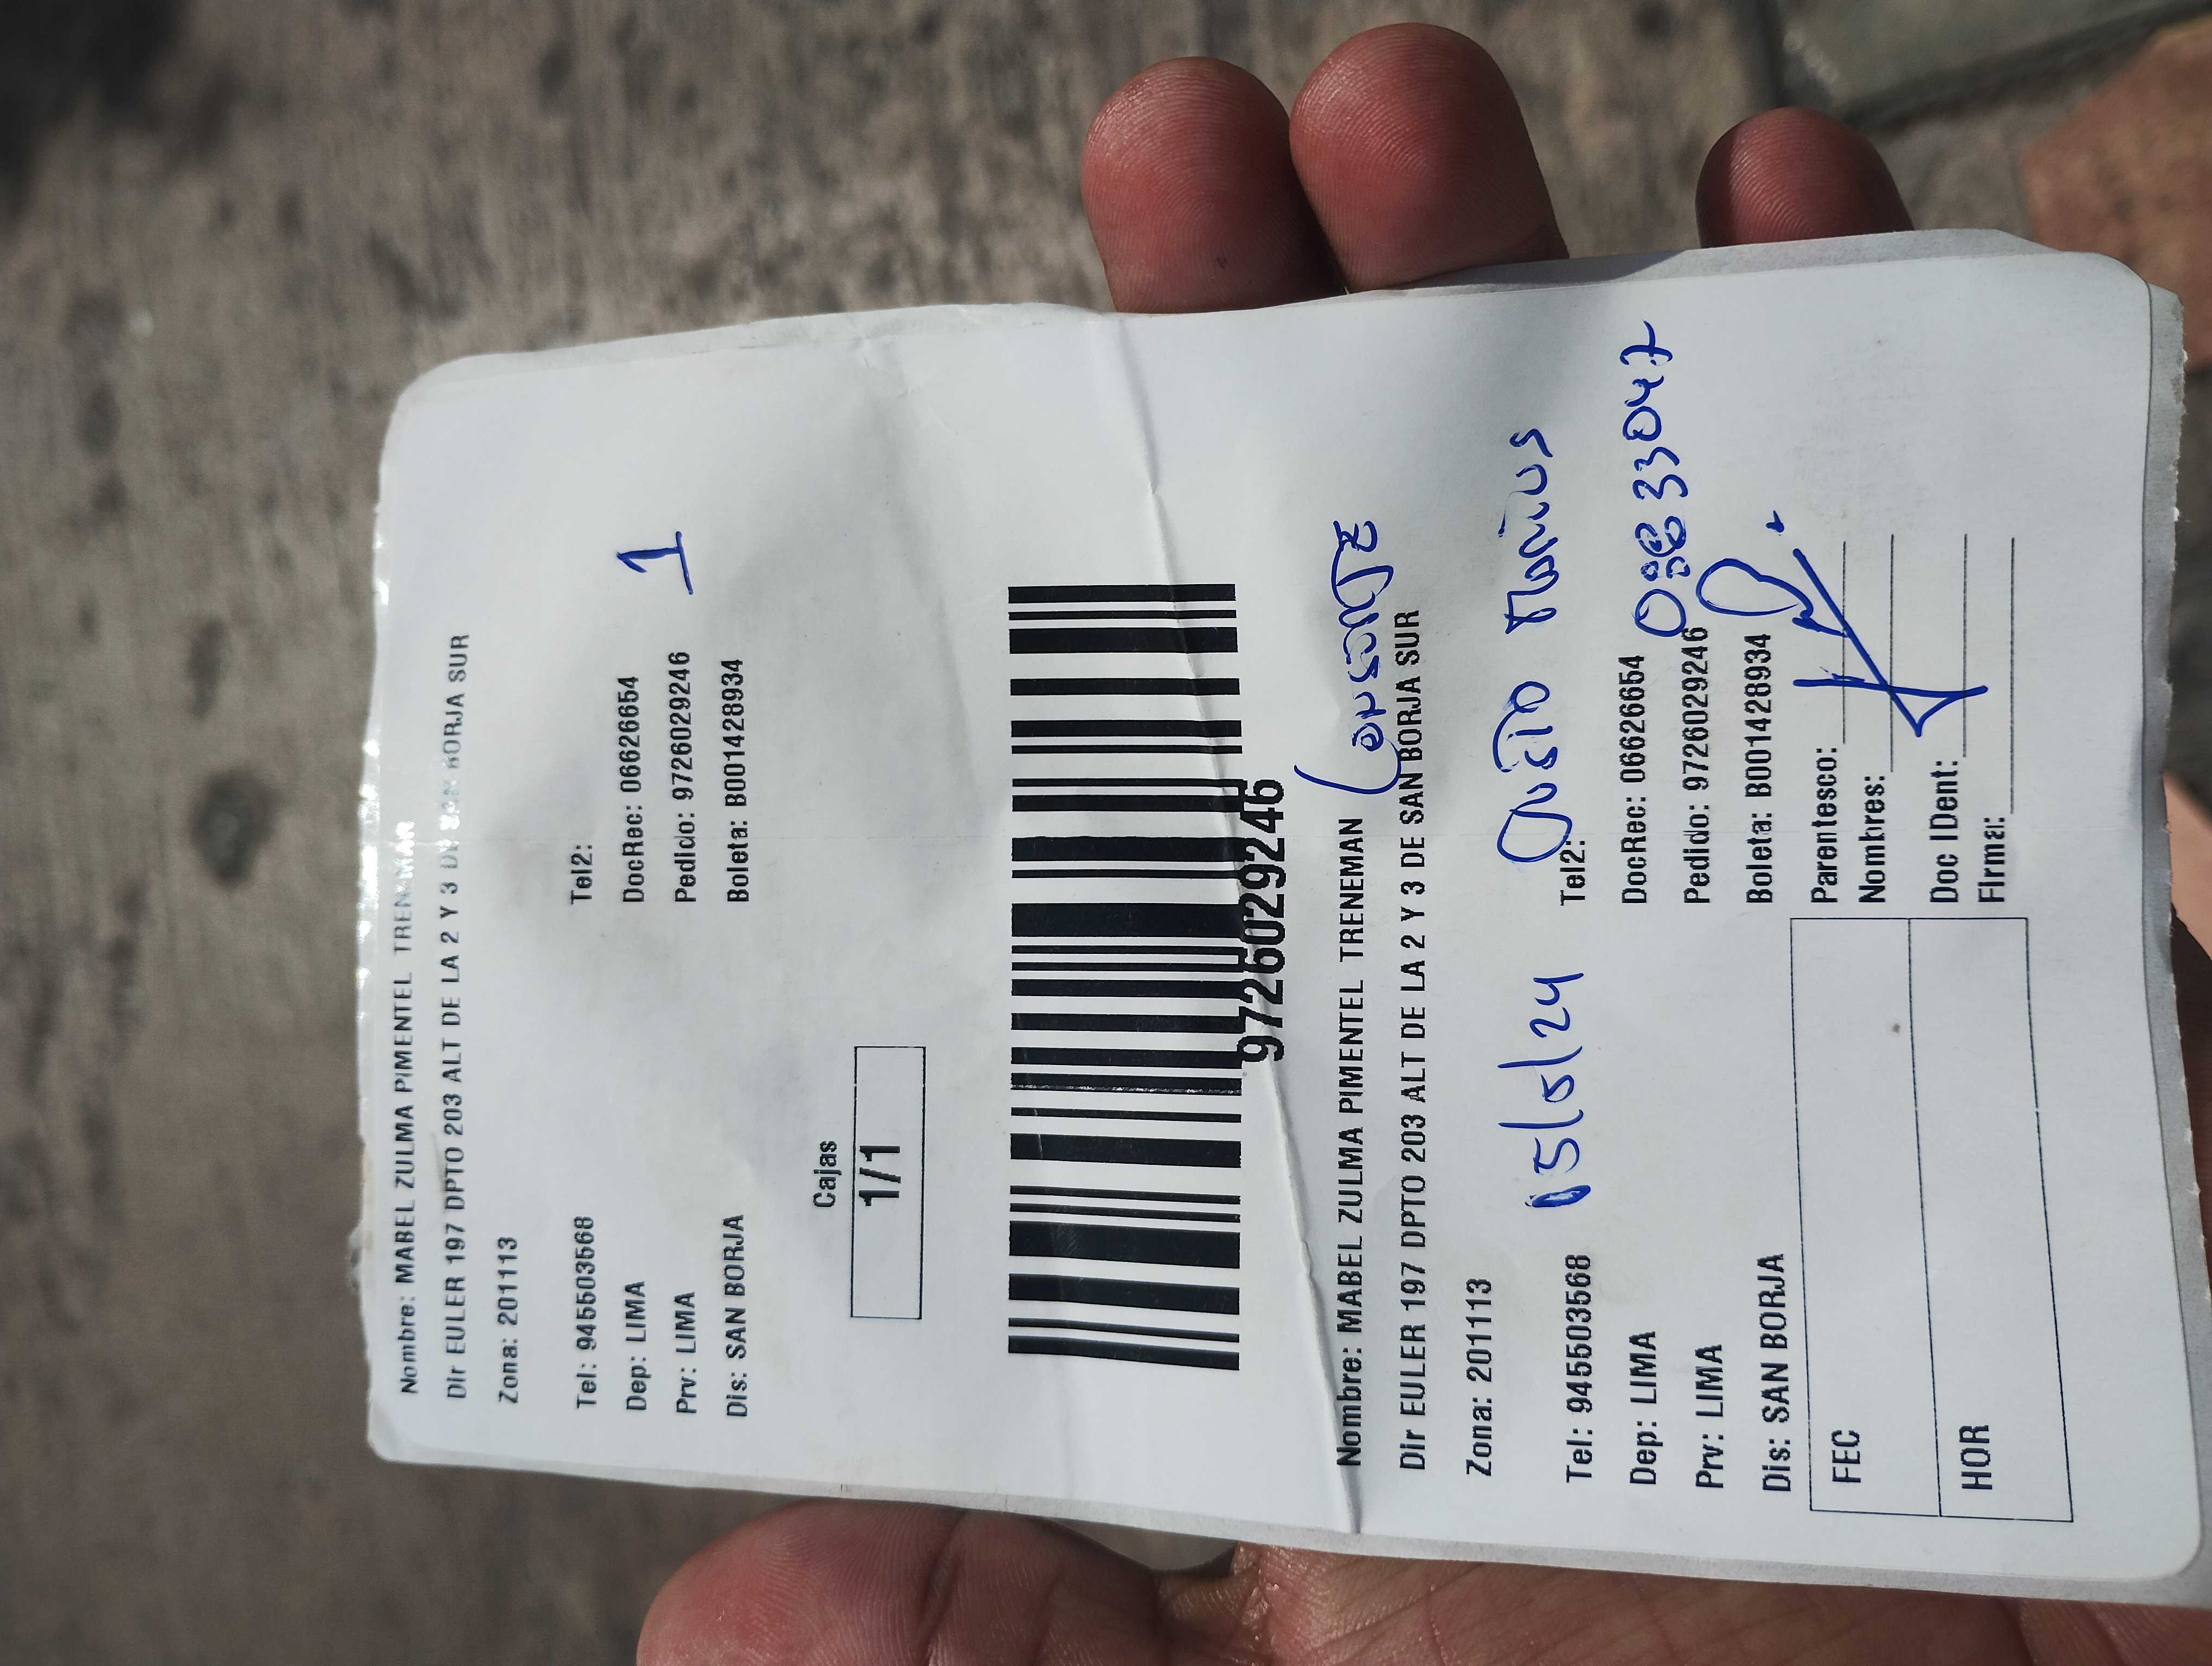 Nombre: MABEL ZULMA PIMENTEL TRENEMAN
Dir EULER 197 DPTO 203 ALT DE LA 2 Y 3 DE SAN BORJA SUR
Zona: 201113
Tel: 945503568 Tel2:
Dep: LIMA DocRec: 06626654 1
Prv: LIMA Pedido: 9726029246
Dis: SAN BORJA Boleta: B001428934
Cajas
1/1
9726029246
Nombre: MABEL ZULMA PIMENTEL TRENEMAN
Dir EULER 197 DPTO 203 ALT DE LA 2 Y 3 DE SAN BORJA SUR
Zona: 201113
15/5/24
Tel: 945503568 Tel2:
Dep: LIMA DocRec: 06626654 08833047
Prv: LIMA Pedido: 9726029246
Dis: SAN BORJA Boleta: B001428934
FEC Parentesco:
Nombres:
HOR Doc IDent:
Firma: